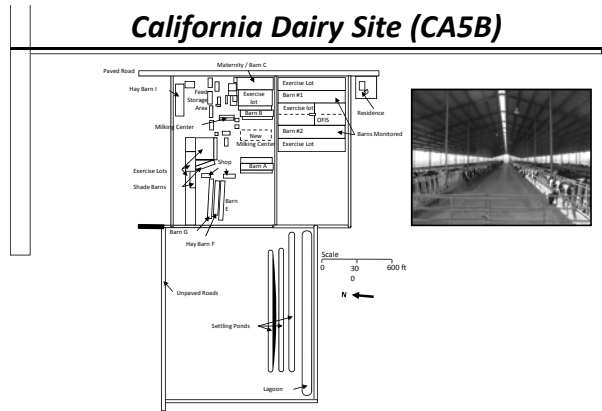 California Dairy Site (CA5B)
Maternity / Barn C
Paved Road
Hay Barn I
Feed
Storage
Area
Exercise
lot
Barn B
Milking Center
New
Milking Center
Exercise Lot
Barn #1
Exercise lot
OFIS
Barn #2
Exercise Lot
Residence
Barns Monitored
Shop
Exercise Lots
Shade Barns
Barn A
Barn
E
Barn G
Hay Barn F
Scale
0 30 600 ft
0
N
Unpaved Roads
Settling Ponds
Lagoon